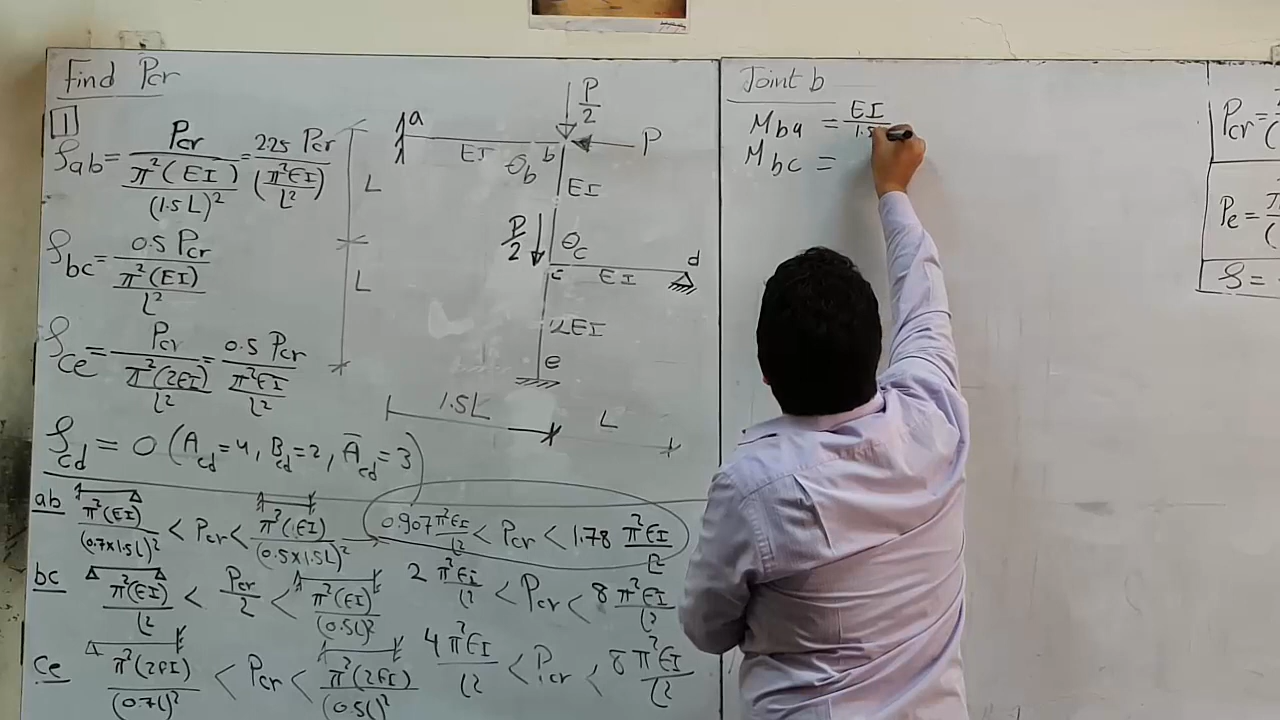 Find Pcr
1
ρab = Pcr / (π²(EI) / (1.5L)²) = 2.25 Pcr / (π²EI / L²)
ρbc = 0.5 Pcr / (π²(EI) / L²)
ρce = Pcr / (π²(2EI) / L²) = 0.5 Pcr / (π²EI / L²)
ρcd = 0 (Acd=4, Bcd=2, Ācd=3)
a
P/2
P
EI
θb
b
EI
L
P/2
θc
c
EI
d
L
2EI
e
1.5L
L
ab π²(EI) / (0.7×1.5L)² < Pcr < π²(EI) / (0.5×1.5L)² → 0.907 π²EI / L² < Pcr < 1.78 π²EI / L²
bc π²(EI) / L² < Pcr / 2 < π²(EI) / (0.5L)² 2 π²EI / L² < Pcr < 8 π²EI / L²
ce π²(2EI) / (0.7L)² < Pcr < π²(2EI) / (0.5L)² 4 π²EI / L² < Pcr < 8 π²EI / L²
Joint b
Mba = EI / 1.5
Mbc =
Pcr =
Pe =
ρ =